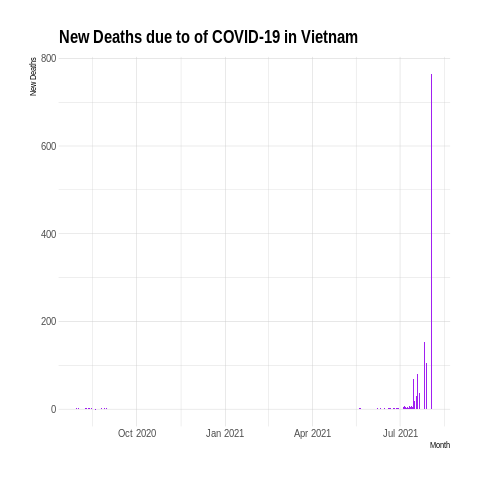 New Deaths due to of COVID-19 in Vietnam
New Deaths
800
600
400
200
0
Oct 2020 Jan 2021 Apr 2021 Jul 2021
Month